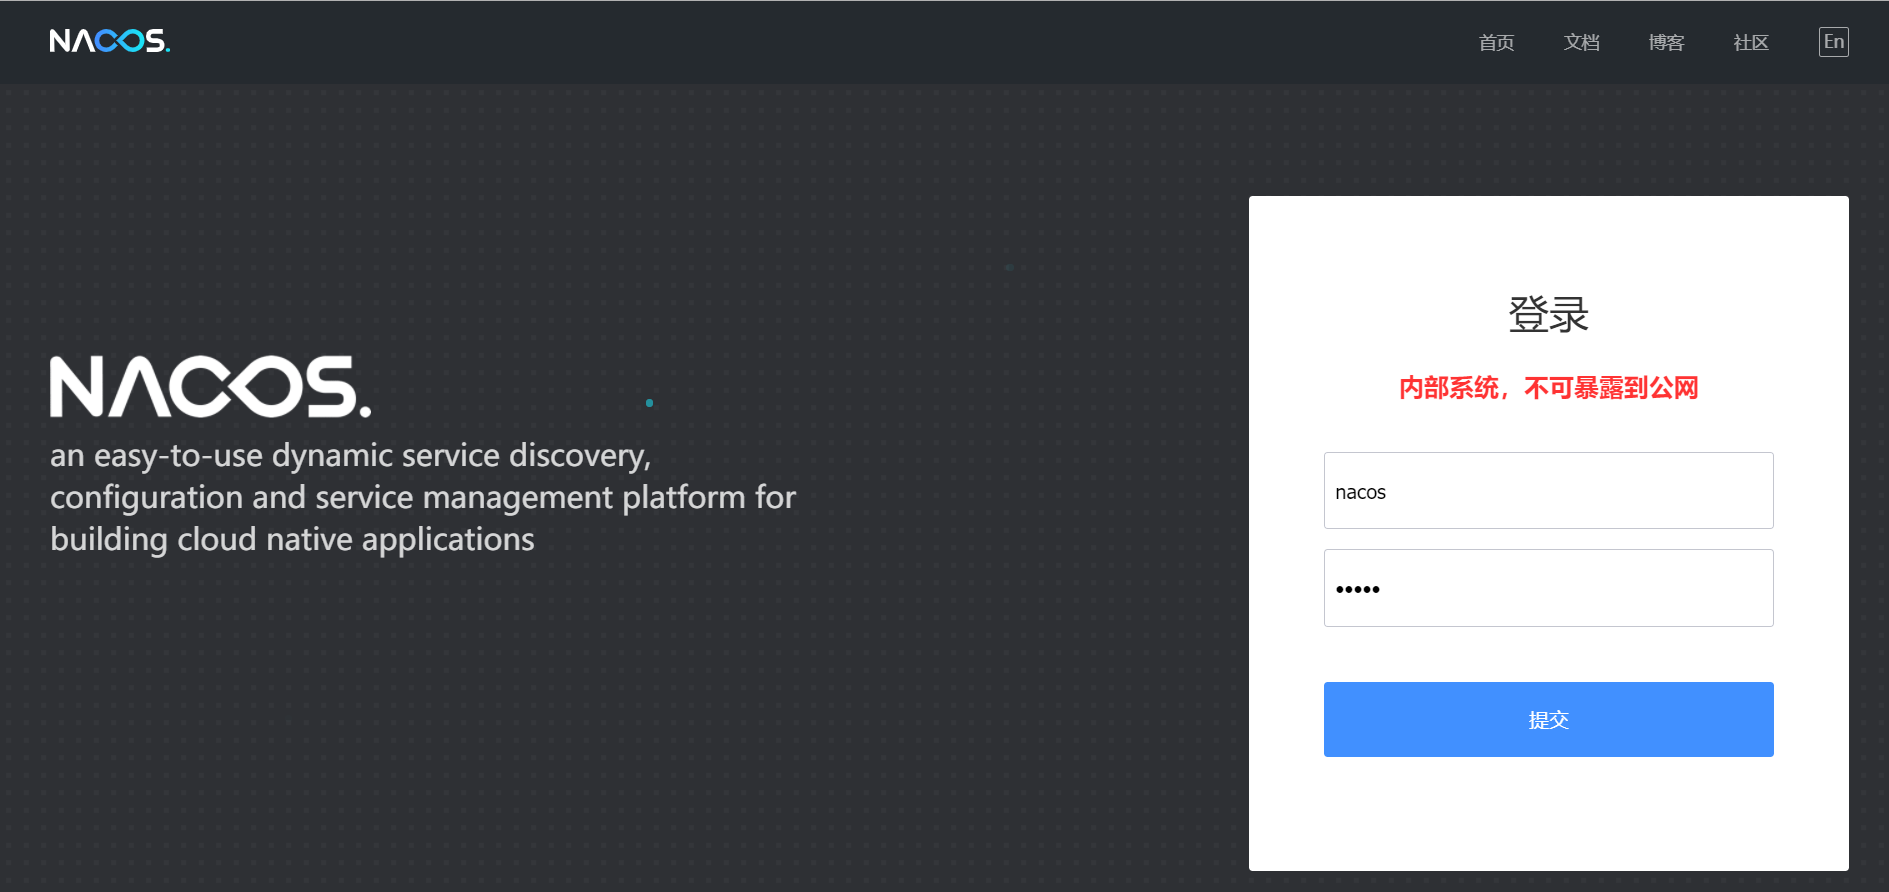 NACOS.
首页
文档
博客
社区
En
NACOS.
an easy-to-use dynamic service discovery,
configuration and service management platform for
building cloud native applications
登录
内部系统，不可暴露到公网
nacos
•••••
提交